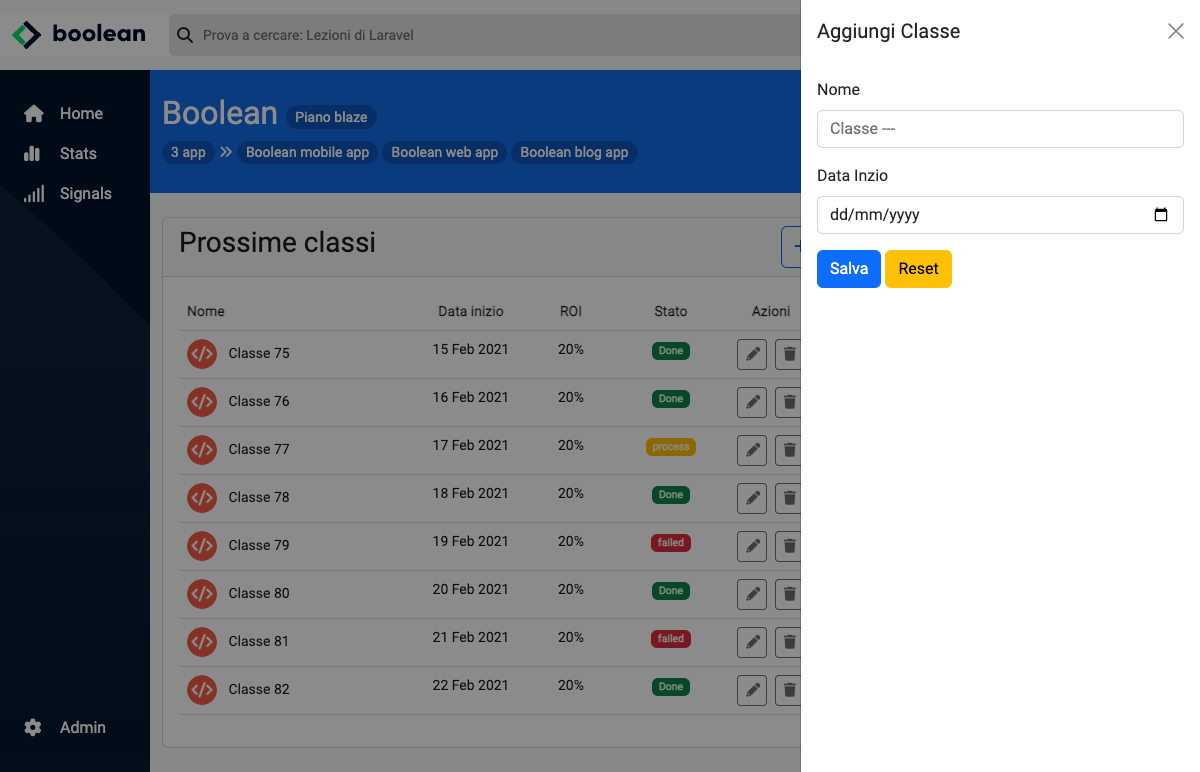 boolean
Prova a cercare: Lezioni di Laravel
Home
Stats
Signals
Admin
Boolean Piano blaze
3 app Boolean mobile app Boolean web app Boolean blog app
Prossime classi
Nome Data inizio ROI Stato Azioni
Classe 75 15 Feb 2021 20% Done
Classe 76 16 Feb 2021 20% Done
Classe 77 17 Feb 2021 20% process
Classe 78 18 Feb 2021 20% Done
Classe 79 19 Feb 2021 20% failed
Classe 80 20 Feb 2021 20% Done
Classe 81 21 Feb 2021 20% failed
Classe 82 22 Feb 2021 20% Done
Aggiungi Classe
Nome
Classe ---
Data Inzio
dd/mm/yyyy
Salva Reset